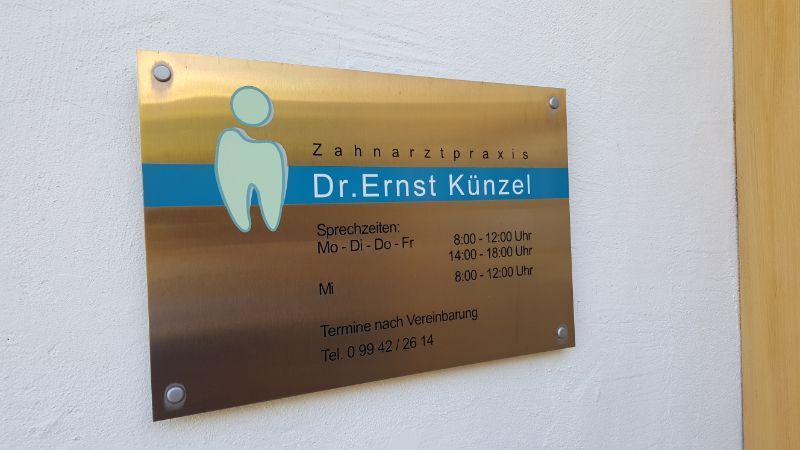 Zahnarztpraxis
Dr.Ernst Künzel
Sprechzeiten:
Mo - Di - Do - Fr 8:00 - 12:00 Uhr
14:00 - 18:00 Uhr
Mi 8:00 - 12:00 Uhr
Termine nach Vereinbarung
Tel. 0 99 42 / 26 14